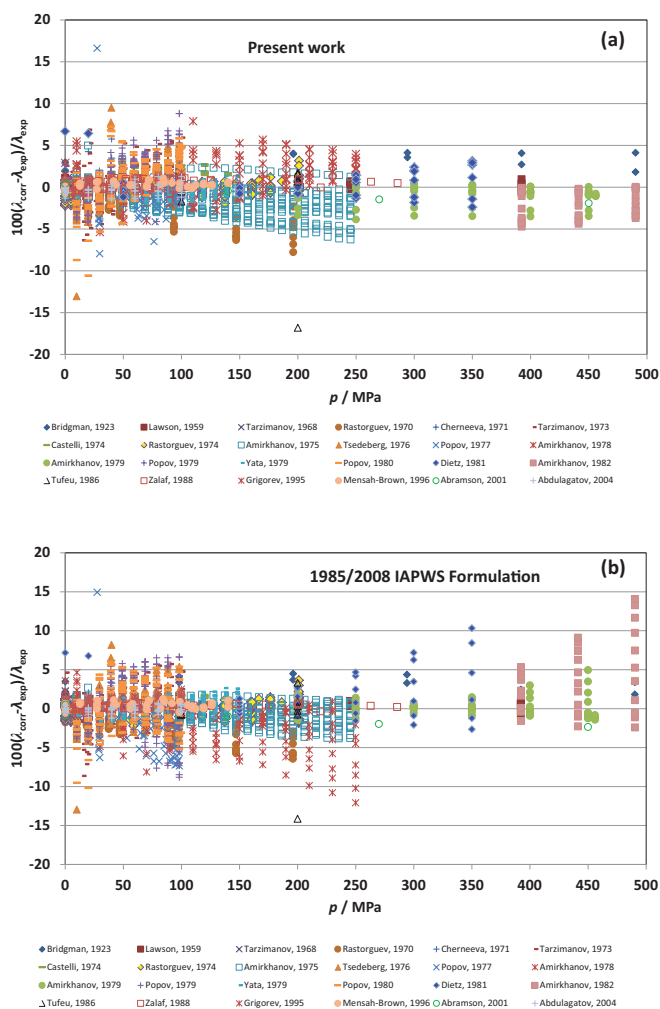 (a)
Present work
100(λcorr-λexp)/λexp
20
15
10
5
0
-5
-10
-15
-20
0 50 100 150 200 250 300 350 400 450 500
p / MPa
Bridgman, 1923 Lawson, 1959 Tarzimanov, 1968 Rastorguev, 1970 Cherneeva, 1971 Tarzimanov, 1973
Castelli, 1974 Rastorguev, 1974 Amirkhanov, 1975 Tsedeberg, 1976 Popov, 1977 Amirkhanov, 1978
Amirkhanov, 1979 Popov, 1979 Yata, 1979 Popov, 1980 Dietz, 1981 Amirkhanov, 1982
Tufeu, 1986 Zalaf, 1988 Grigorev, 1995 Mensah-Brown, 1996 Abramson, 2001 Abdulagatov, 2004
(b)
1985/2008 IAPWS Formulation
100(λcorr-λexp)/λexp
20
15
10
5
0
-5
-10
-15
-20
0 50 100 150 200 250 300 350 400 450 500
p / MPa
Bridgman, 1923 Lawson, 1959 Tarzimanov, 1968 Rastorguev, 1970 Cherneeva, 1971 Tarzimanov, 1973
Castelli, 1974 Rastorguev, 1974 Amirkhanov, 1975 Tsedeberg, 1976 Popov, 1977 Amirkhanov, 1978
Amirkhanov, 1979 Popov, 1979 Yata, 1979 Popov, 1980 Dietz, 1981 Amirkhanov, 1982
Tufeu, 1986 Zalaf, 1988 Grigorev, 1995 Mensah-Brown, 1996 Abramson, 2001 Abdulagatov, 2004